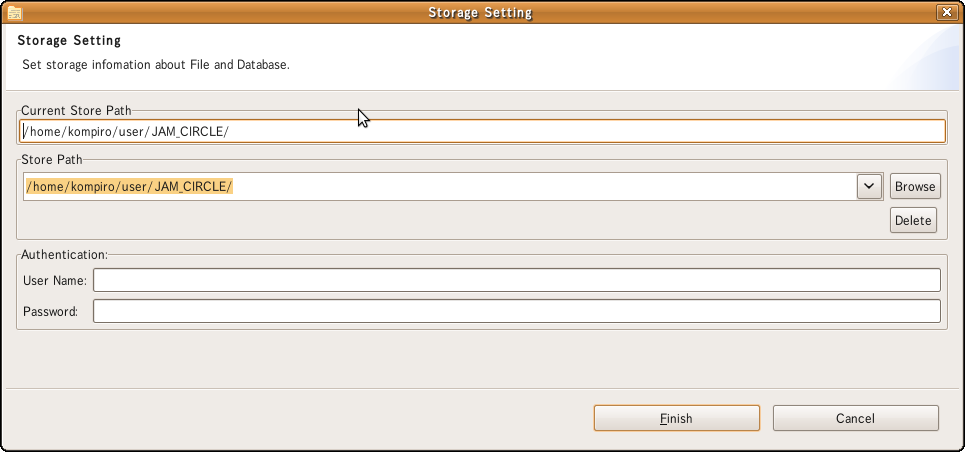 Storage Setting
Storage Setting
Set storage infomation about File and Database.
Current Store Path
/home/kompiro/user/JAM_CIRCLE/
Store Path
/home/kompiro/user/JAM_CIRCLE/ Browse
Delete
Authentication:
User Name:
Password:
Finish Cancel